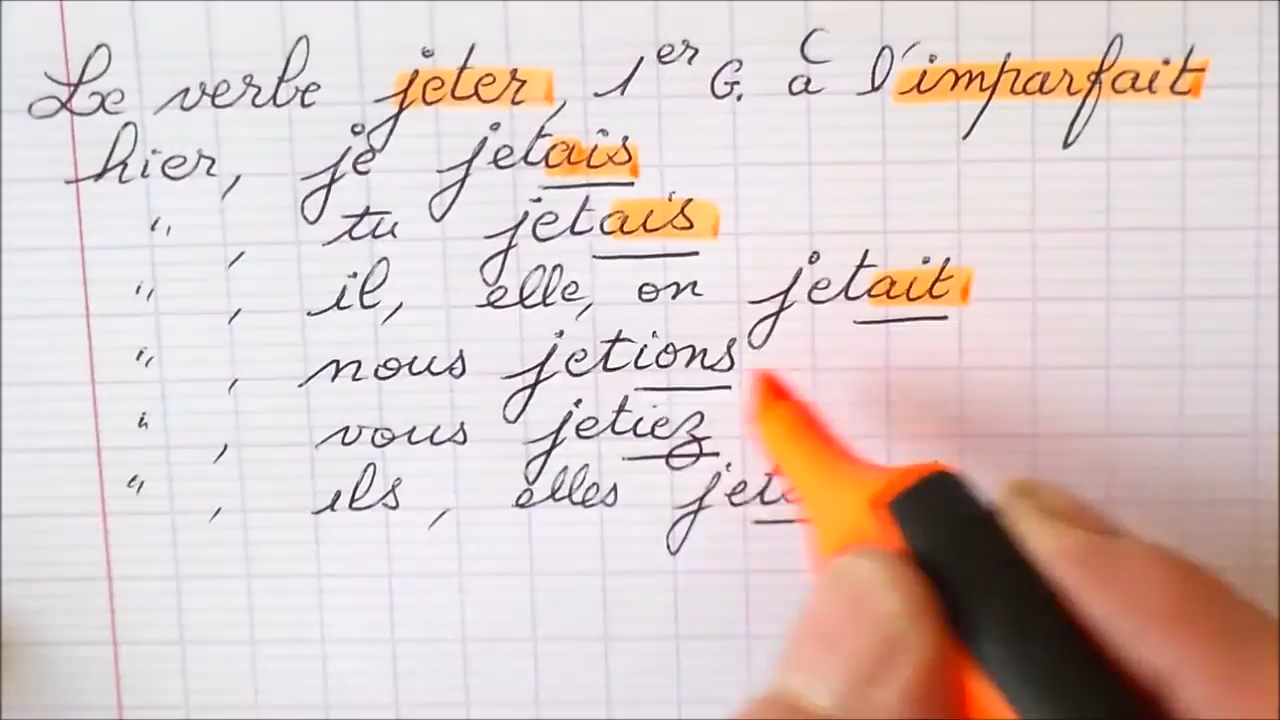 Le verbe jeter, 1er G. à l'imparfait
hier, je jetais
" , tu jetais
" , il, elle, on jetait
" , nous jetions
" , vous jetiez
" , ils, elles